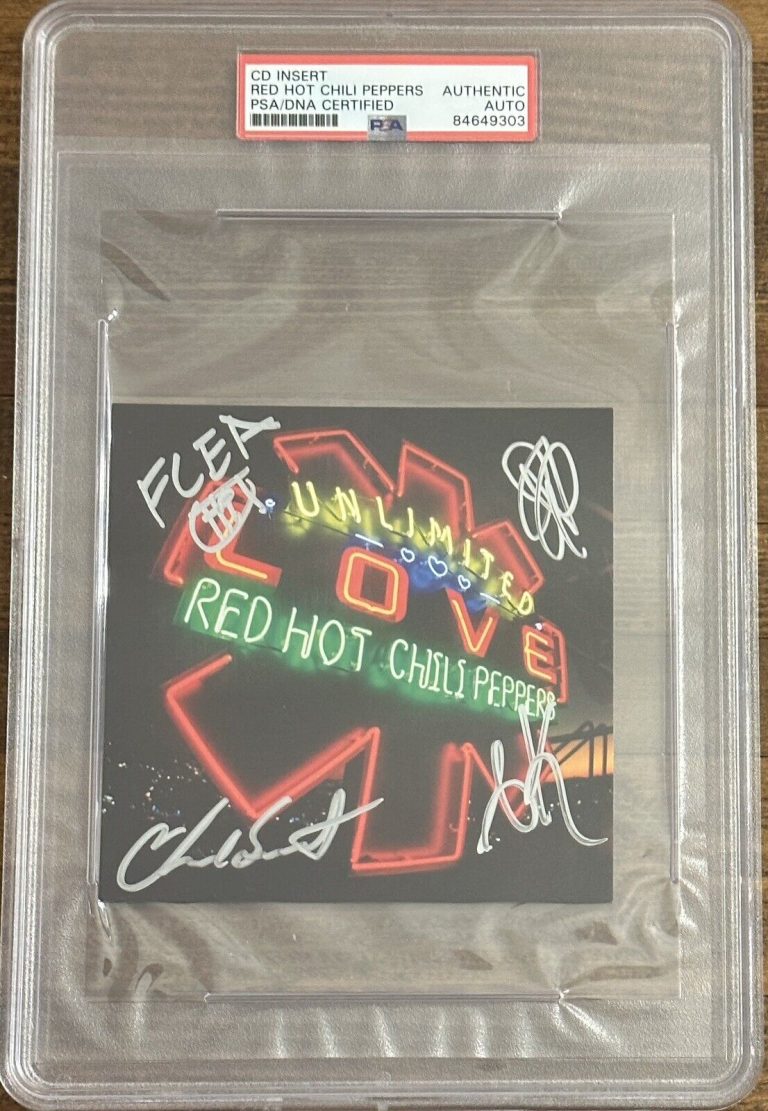 CD INSERT
RED HOT CHILI PEPPERS AUTHENTIC
PSA/DNA CERTIFIED AUTO
PSA 84649303
FLEA
UNLIMITED
LOVE
RED HOT CHILI PEPPERS